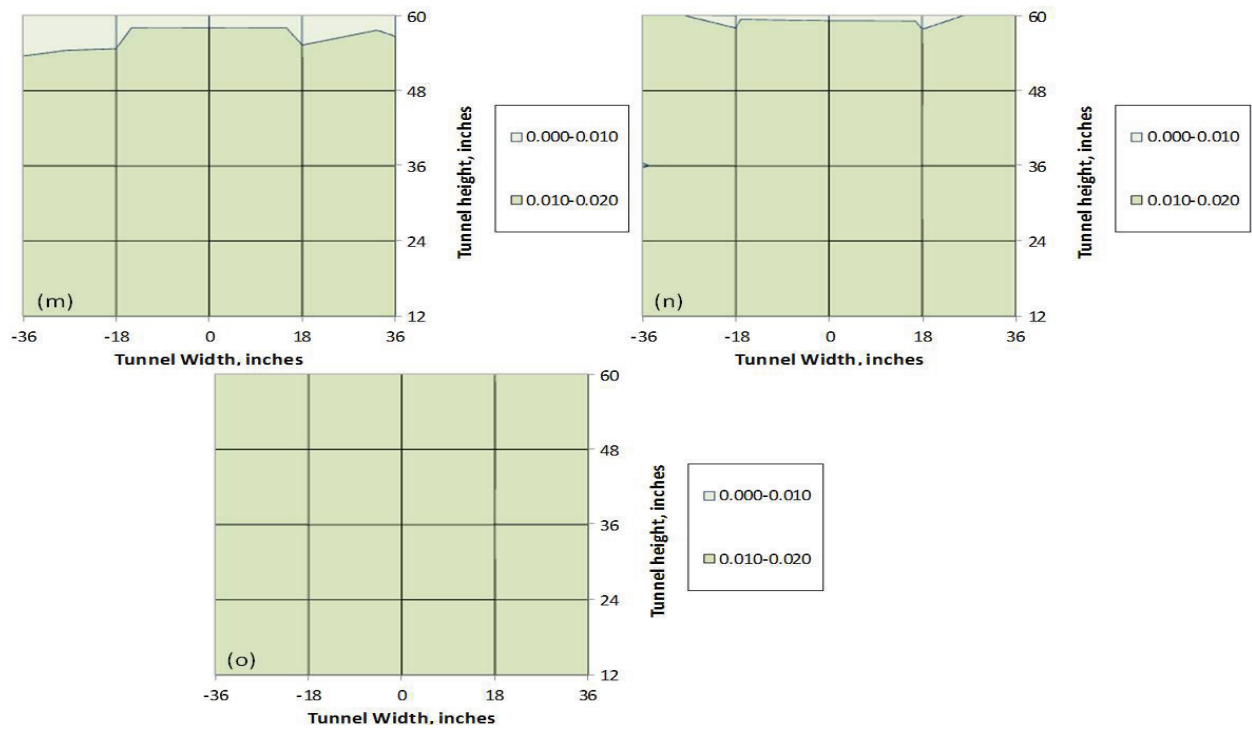 60
48
36
24
12
Tunnel height, inches
0.000-0.010
0.010-0.020
(m)
-36 -18 0 18 36
Tunnel Width, inches
60
48
36
24
12
Tunnel height, inches
0.000-0.010
0.010-0.020
(n)
-36 -18 0 18 36
Tunnel Width, inches
60
48
36
24
12
Tunnel height, inches
0.000-0.010
0.010-0.020
(o)
-36 -18 0 18 36
Tunnel Width, inches